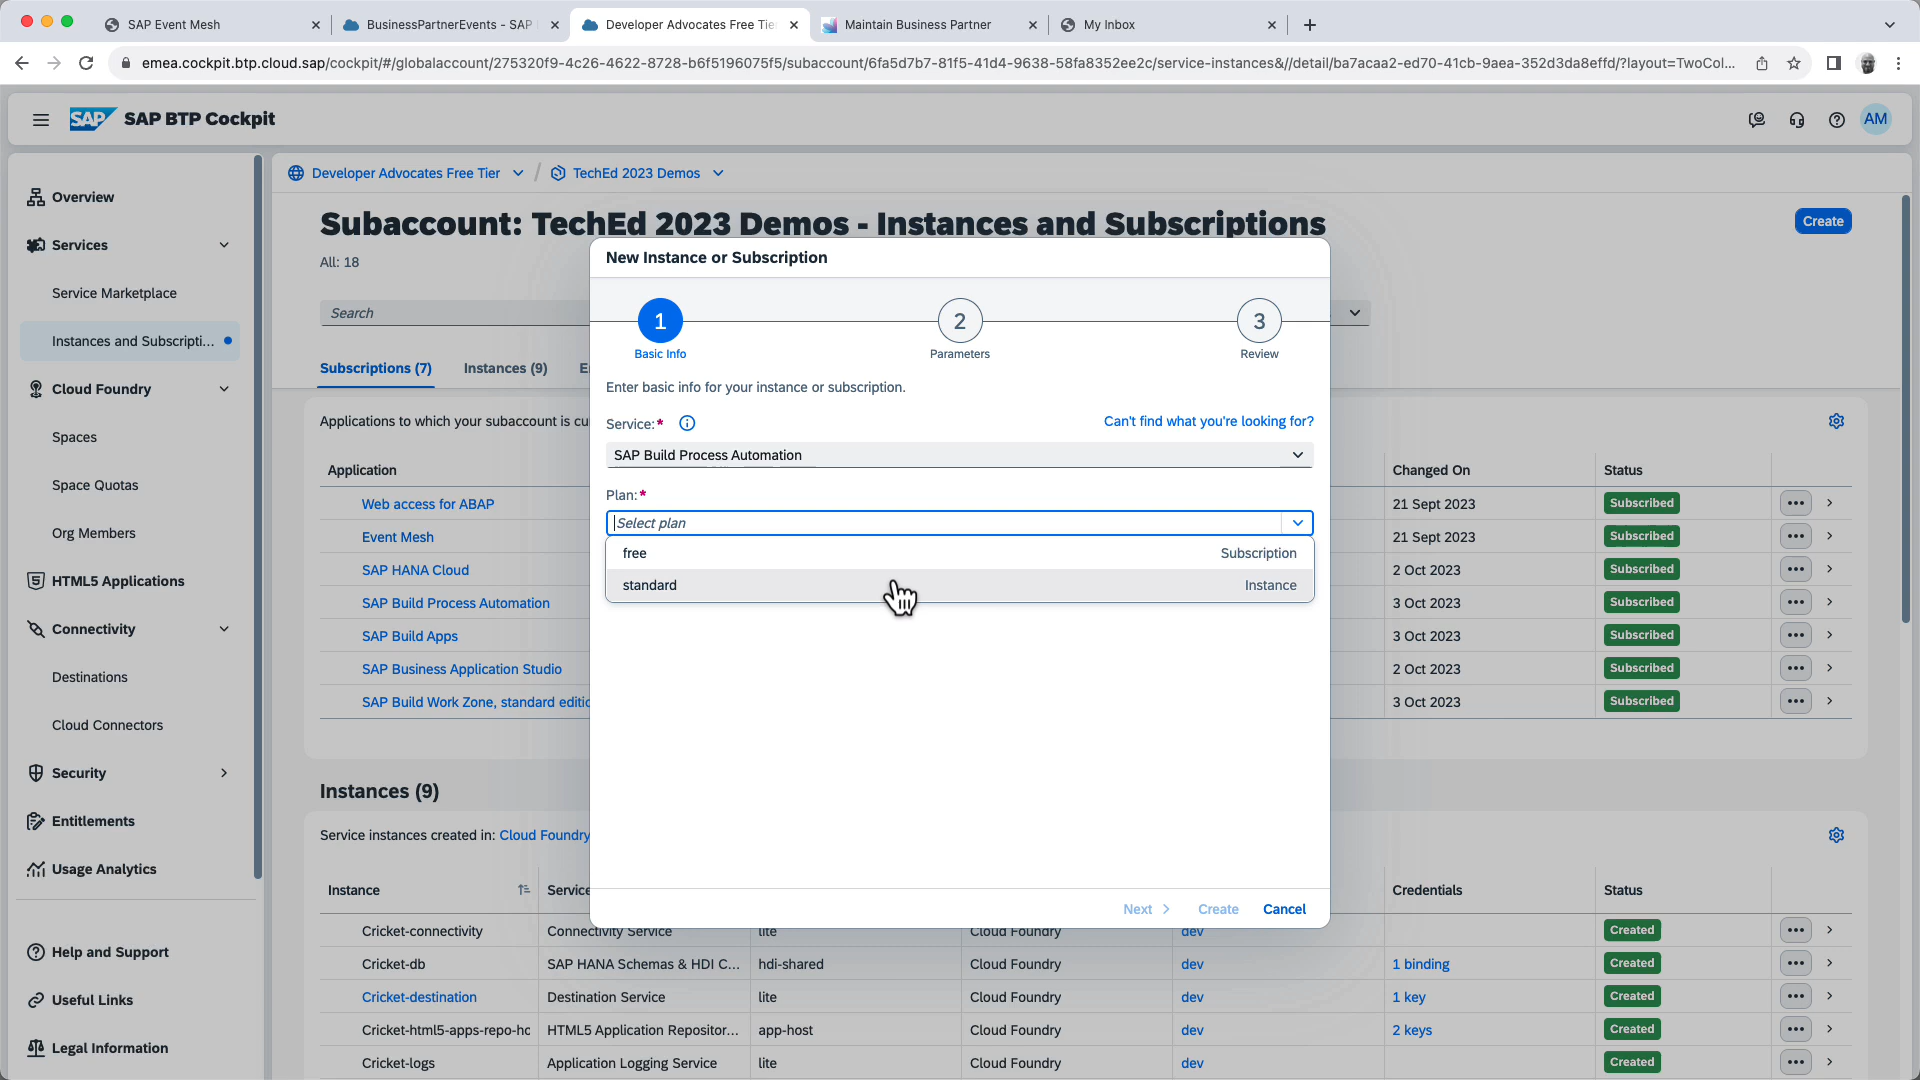 SAP Event Mesh
BusinessPartnerEvents - SAP
Developer Advocates Free Tie
Maintain Business Partner
My Inbox
emea.cockpit.btp.cloud.sap/cockpit/#/globalaccount/275320f9-4c26-4622-8728-b6f5196075f5/subaccount/6fa5d7b7-81f5-41d4-9638-58fa8352ee2c/service-instances&//detail/ba7acaa2-ed70-41cb-9aea-352d3da8effd/?layout=TwoCol...
SAP SAP BTP Cockpit
AM
Overview
Services
Service Marketplace
Instances and Subscripti...
Cloud Foundry
Spaces
Space Quotas
Org Members
HTML5 Applications
Connectivity
Destinations
Cloud Connectors
Security
Entitlements
Usage Analytics
Help and Support
Useful Links
Legal Information
Developer Advocates Free Tier / TechEd 2023 Demos
Subaccount: TechEd 2023 Demos - Instances and Subscriptions
Create
All: 18
Search
Subscriptions (7) Instances (9)
Applications to which your subaccount is cu
Application Changed On Status
Web access for ABAP 21 Sept 2023 Subscribed
Event Mesh 21 Sept 2023 Subscribed
SAP HANA Cloud 2 Oct 2023 Subscribed
SAP Build Process Automation 3 Oct 2023 Subscribed
SAP Build Apps 3 Oct 2023 Subscribed
SAP Business Application Studio 2 Oct 2023 Subscribed
SAP Build Work Zone, standard editio 3 Oct 2023 Subscribed
New Instance or Subscription
1 2 3
Basic Info Parameters Review
Enter basic info for your instance or subscription.
Service:* Can't find what you're looking for?
SAP Build Process Automation
Plan:*
Select plan
free Subscription
standard Instance
Next Create Cancel
Instances (9)
Service instances created in: Cloud Foundry
Instance Service Credentials Status
Cricket-connectivity Connectivity Service lite Cloud Foundry dev Created
Cricket-db SAP HANA Schemas & HDI C... hdi-shared Cloud Foundry dev 1 binding Created
Cricket-destination Destination Service lite Cloud Foundry dev 1 key Created
Cricket-html5-apps-repo-hc HTML5 Application Repositor... app-host Cloud Foundry dev 2 keys Created
Cricket-logs Application Logging Service lite Cloud Foundry dev Created